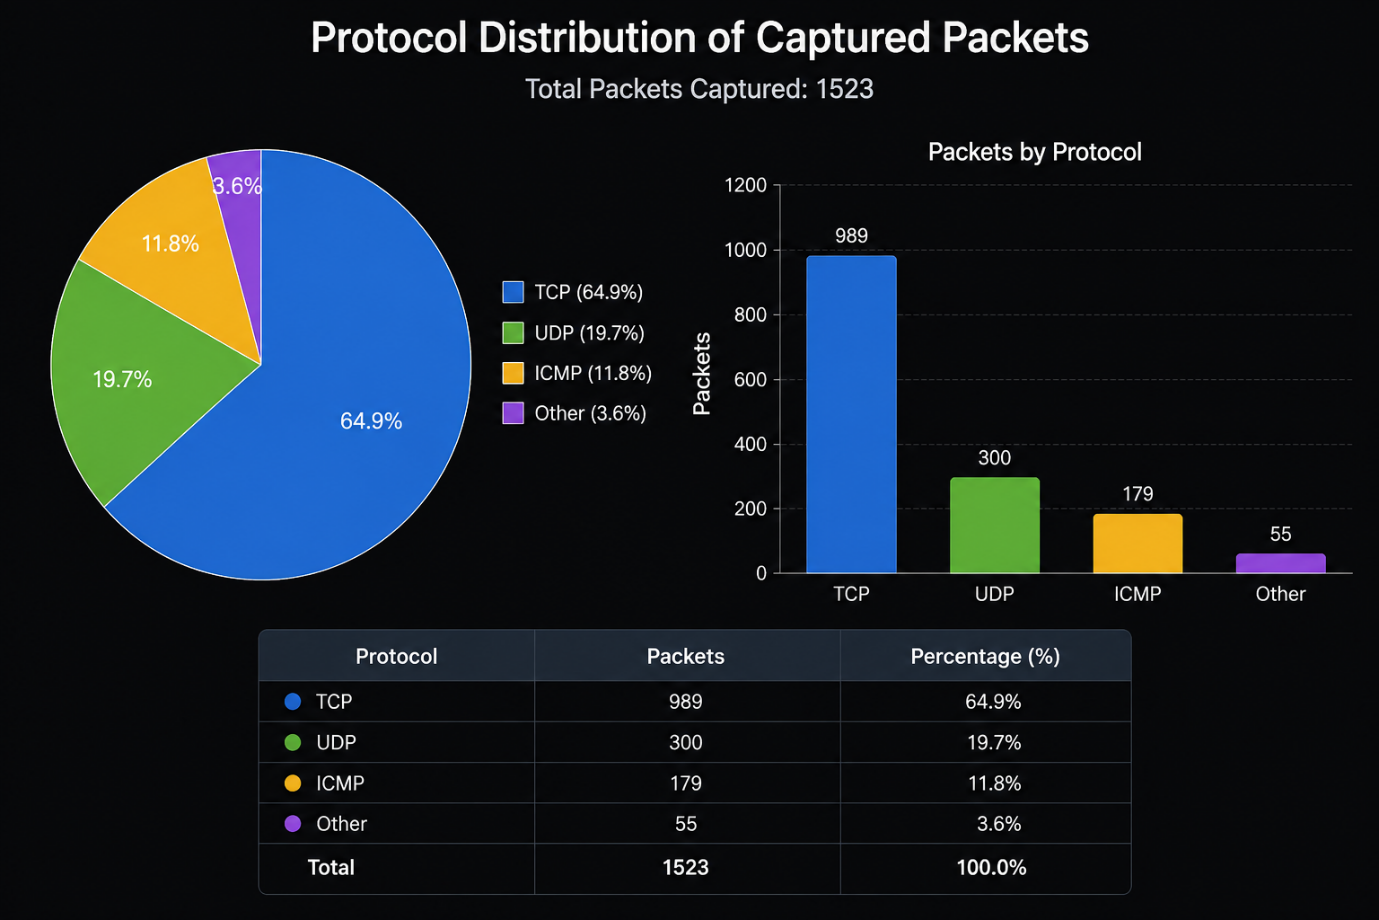 Protocol Distribution of Captured Packets
Total Packets Captured: 1523
3.6%
11.8%
19.7%
64.9%
TCP (64.9%)
UDP (19.7%)
ICMP (11.8%)
Other (3.6%)
Packets by Protocol
Packets
1200
1000
800
600
400
200
0
989
300
179
55
TCP UDP ICMP Other
Protocol Packets Percentage (%)
TCP 989 64.9%
UDP 300 19.7%
ICMP 179 11.8%
Other 55 3.6%
Total 1523 100.0%